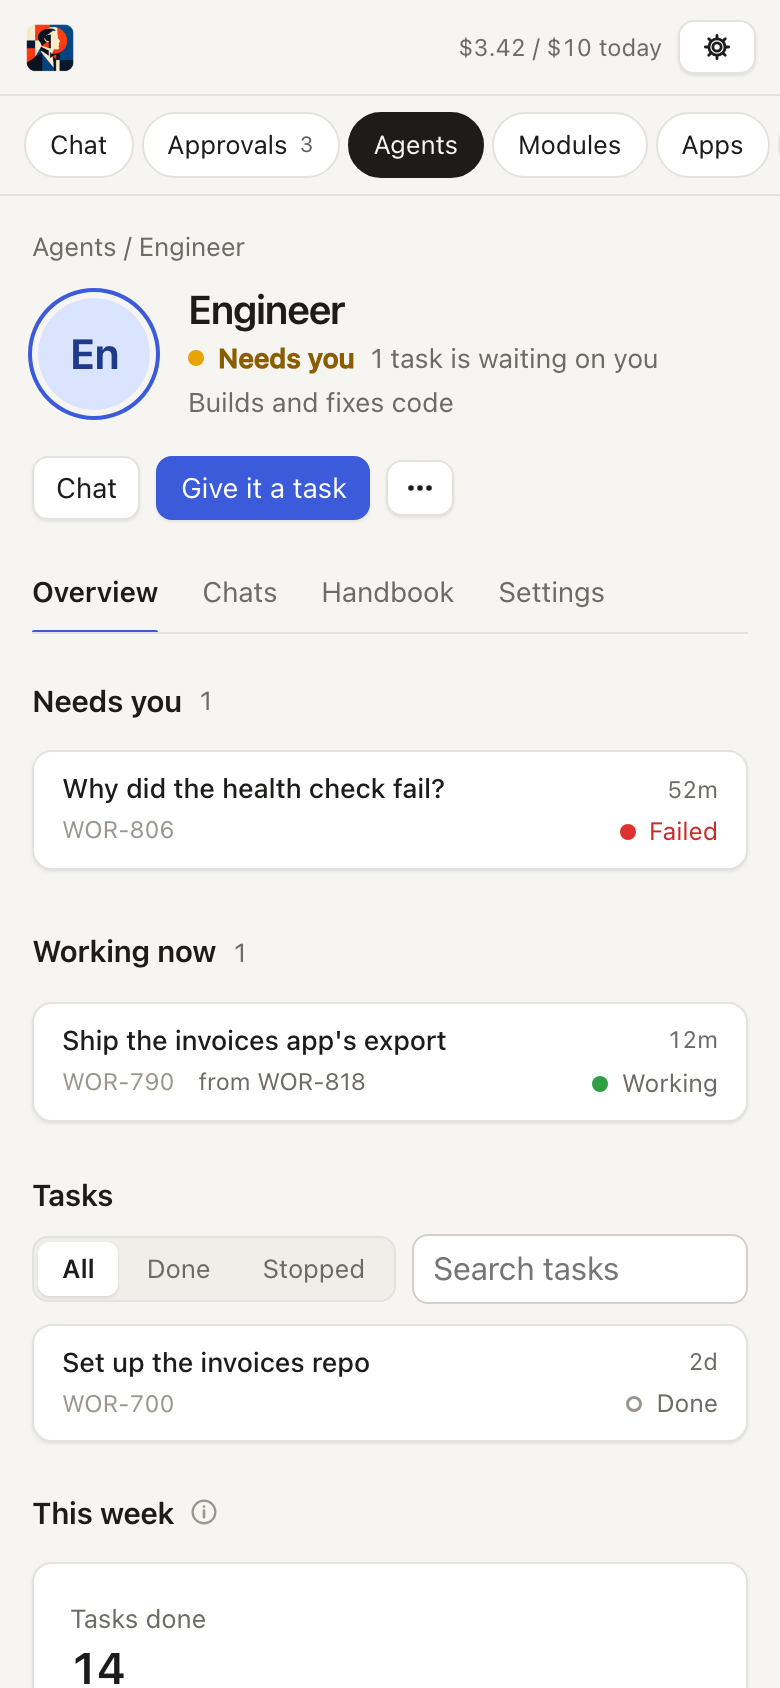 $3.42 / $10 today
Chat
Approvals 3
Agents
Modules
Apps
Agents / Engineer
En
Engineer
Needs you 1 task is waiting on you
Builds and fixes code
Chat
Give it a task
Overview
Chats
Handbook
Settings
Needs you 1
Why did the health check fail? 52m
WOR-806 Failed
Working now 1
Ship the invoices app's export 12m
WOR-790 from WOR-818 Working
Tasks
All
Done
Stopped
Search tasks
Set up the invoices repo 2d
WOR-700 Done
This week
Tasks done
14